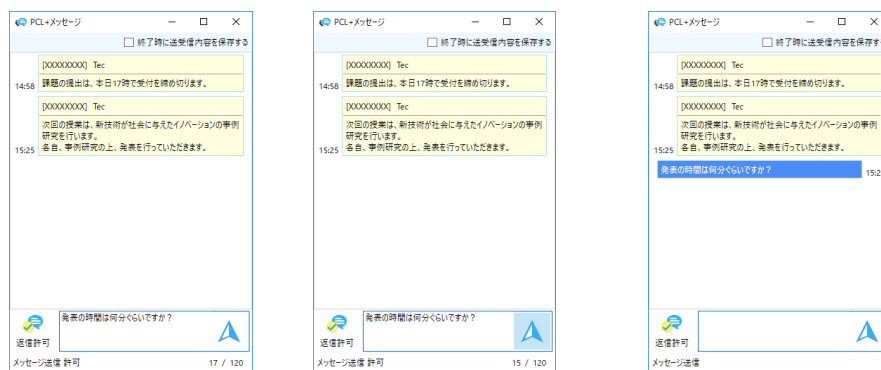 PCL+メッセージ
終了時に送受信内容を保存する
[XXXXXXXX] Tec
14:58 課題の提出は、本日17時で受付を締め切ります。
[XXXXXXXX] Tec
次回の授業は、新技術が社会に与えたイノベーションの事例
研究を行います。
15:25 各自、事例研究の上、発表を行っていただきます。
発表の時間は何分ぐらいですか？
返信許可
メッセージ送信 許可 17 / 120
PCL+メッセージ
終了時に送受信内容を保存する
[XXXXXXXX] Tec
14:58 課題の提出は、本日17時で受付を締め切ります。
[XXXXXXXX] Tec
次回の授業は、新技術が社会に与えたイノベーションの事例
研究を行います。
15:25 各自、事例研究の上、発表を行っていただきます。
発表の時間は何分ぐらいですか？
返信許可
メッセージ送信 許可 15 / 120
PCL+メッセージ
終了時に送受信内容を保存す
[XXXXXXXX] Tec
14:58 課題の提出は、本日17時で受付を締め切ります。
[XXXXXXXX] Tec
次回の授業は、新技術が社会に与えたイノベーションの事例
研究を行います。
15:25 各自、事例研究の上、発表を行っていただきます。
発表の時間は何分ぐらいですか？
返信許可
メッセージ送信